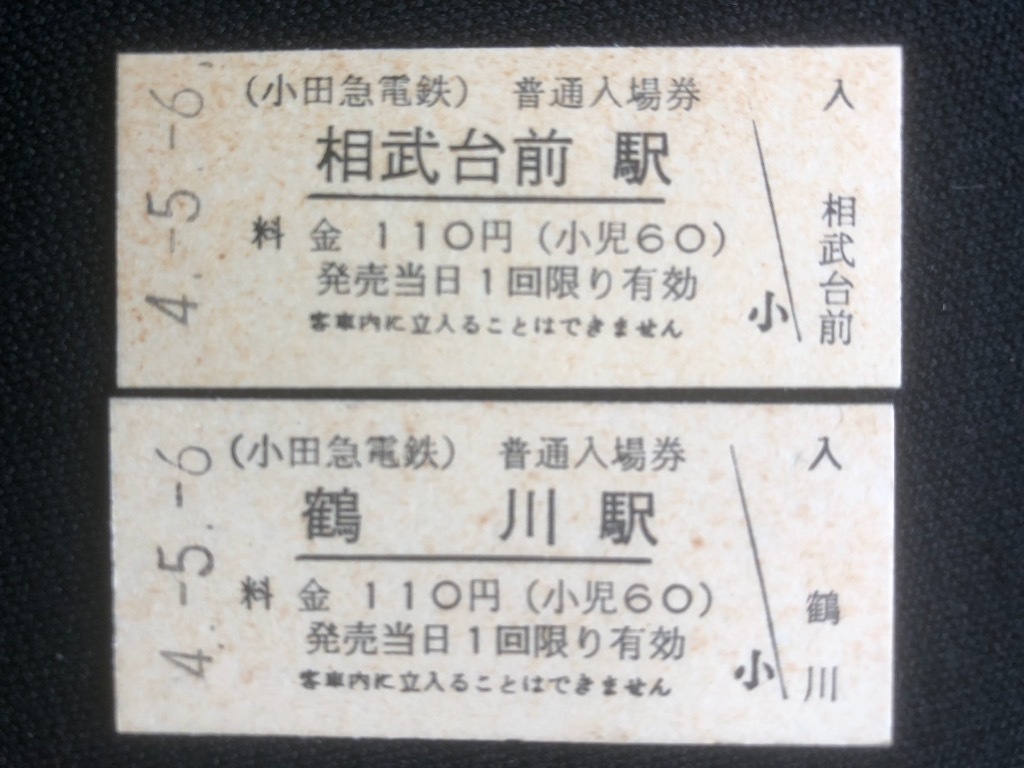 4.-5.-6
（小田急電鉄） 普通入場券
相武台前 駅
料 金 110円（小児60）
発売当日1回限り有効
客車内に立入ることはできません
小
入
相武台前
4.-5.-6
（小田急電鉄） 普通入場券
鶴 川 駅
料 金 110円（小児60）
発売当日1回限り有効
客車内に立入ることはできません
小
入
鶴川